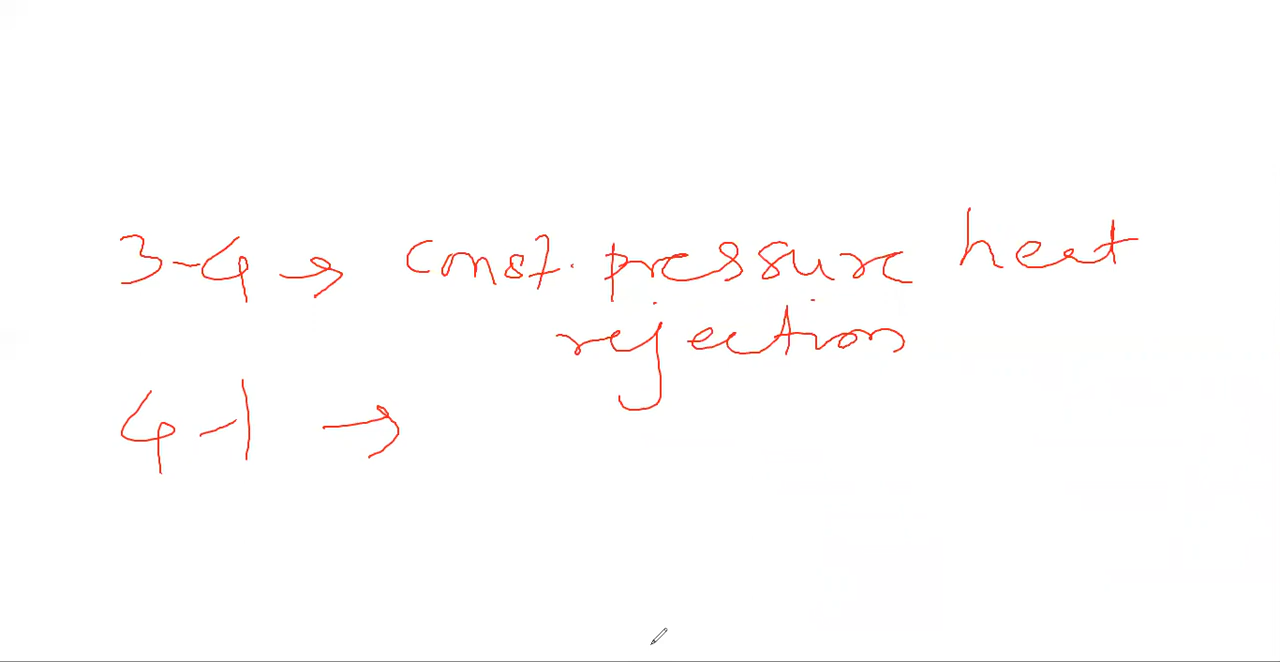 3-4 → const. pressure heat
rejection
4-1 →